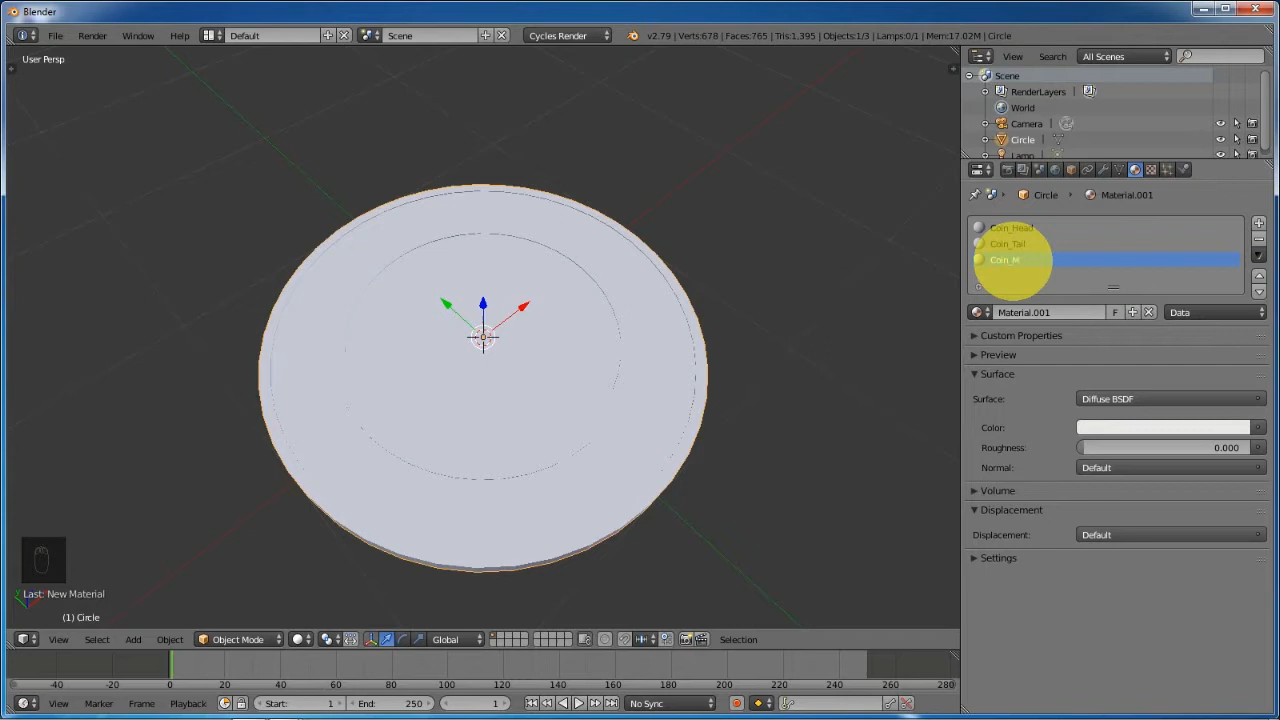 Blender
File Render Window Help Default Scene Cycles Render v2.79 | Verts:678 | Faces:765 | Tris:1,395 | Objects:1/3 | Lamps:0/1 | Mem:17.02M | Circle
User Persp
View Search All Scenes
Scene
RenderLayers
World
Camera
Circle
Lamp
Circle Material.001
Coin_Head
Coin_Tail
Coin_M
Material.001 F Data
Custom Properties
Preview
Surface
Surface: Diffuse BSDF
Color:
Roughness: 0.000
Normal: Default
Volume
Displacement
Displacement: Default
Settings
Last: New Material
(1) Circle
View Select Add Object Object Mode Global Selection
-40 -20 0 20 40 60 80 100 120 140 160 180 200 220 240 260 280
View Marker Frame Playback Start: 1 End: 250 1 No Sync